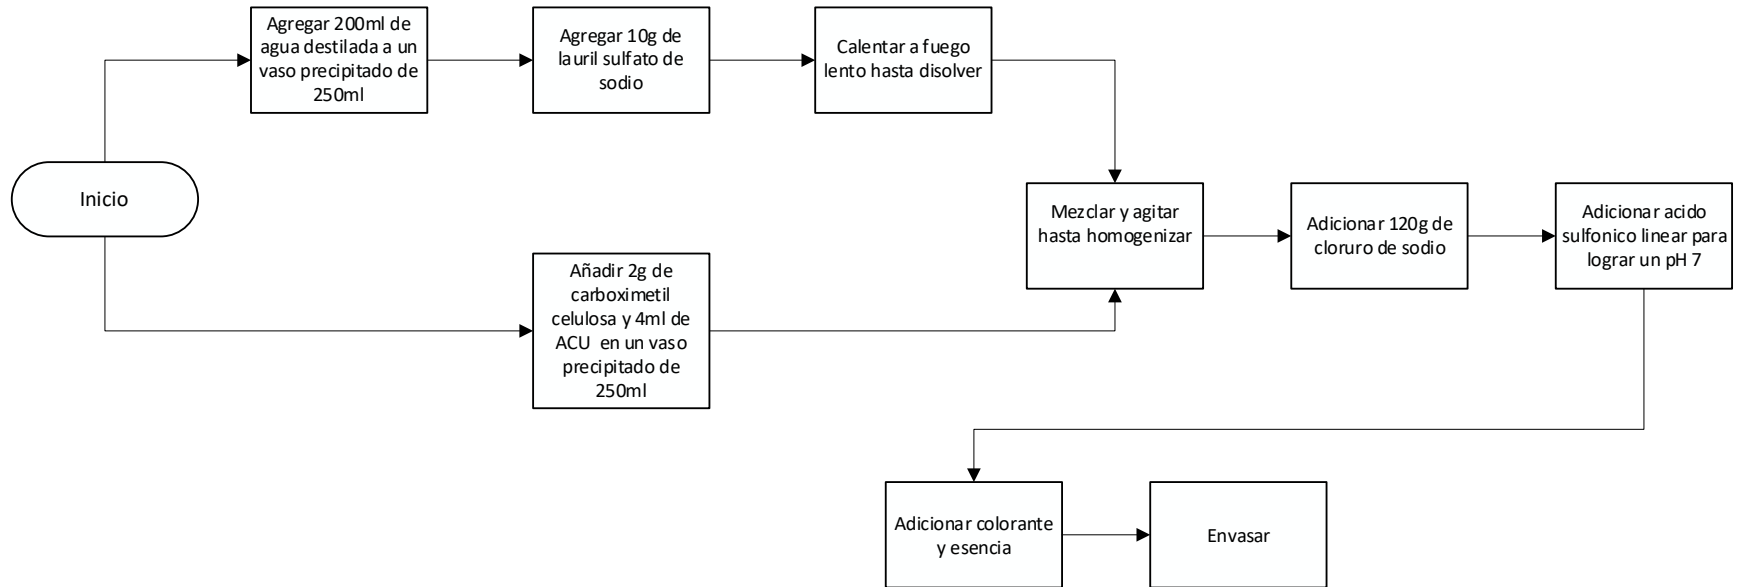 Agregar 200ml de
agua destilada a un
vaso precipitado de
250ml
Agregar 10g de
lauril sulfato de
sodio
Calentar a fuego
lento hasta disolver
Inicio
Mezclar y agitar
hasta homogenizar
Adicionar 120g de
cloruro de sodio
Adicionar acido
sulfonico linear para
lograr un pH 7
Añadir 2g de
carboximetil
celulosa y 4ml de
ACU en un vaso
precipitado de
250ml
Adicionar colorante
y esencia
Envasar